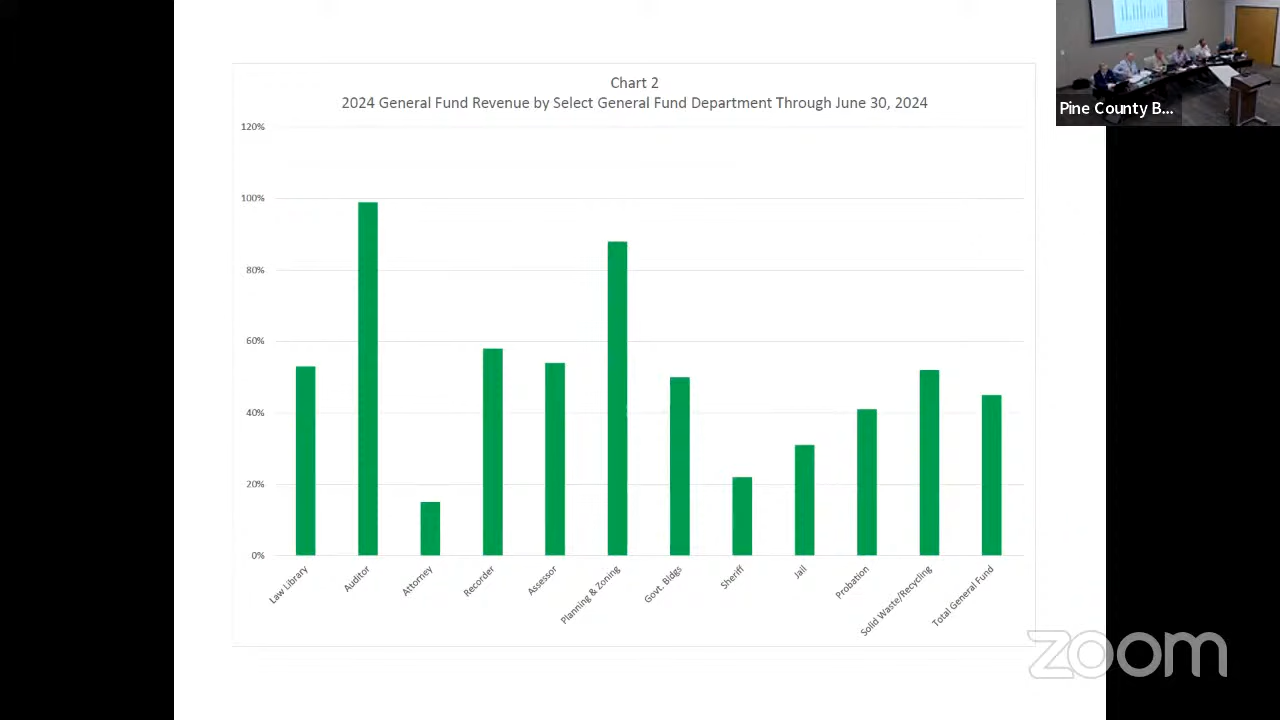 Chart 2
2024 General Fund Revenue by Select General Fund Department Through June 30, 2024
120%
100%
80%
60%
40%
20%
0%
Law Library
Auditor
Attorney
Recorder
Assessor
Planning & Zoning
Govt. Bldgs
Sheriff
Jail
Probation
Solid Waste/Recycling
Total General Fund
Pine County B...
zoom